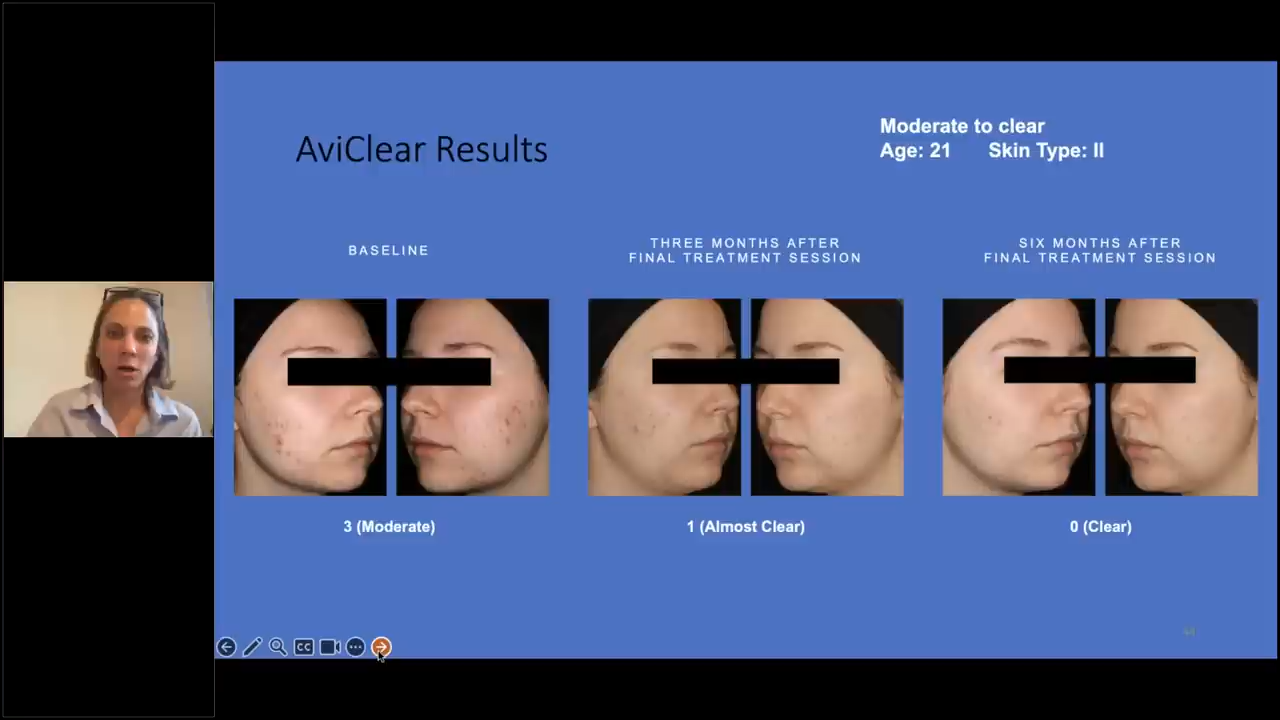 AviClear Results
Moderate to clear
Age: 21 Skin Type: II
BASELINE
THREE MONTHS AFTER
FINAL TREATMENT SESSION
SIX MONTHS AFTER
FINAL TREATMENT SESSION
3 (Moderate)
1 (Almost Clear)
0 (Clear)
CC